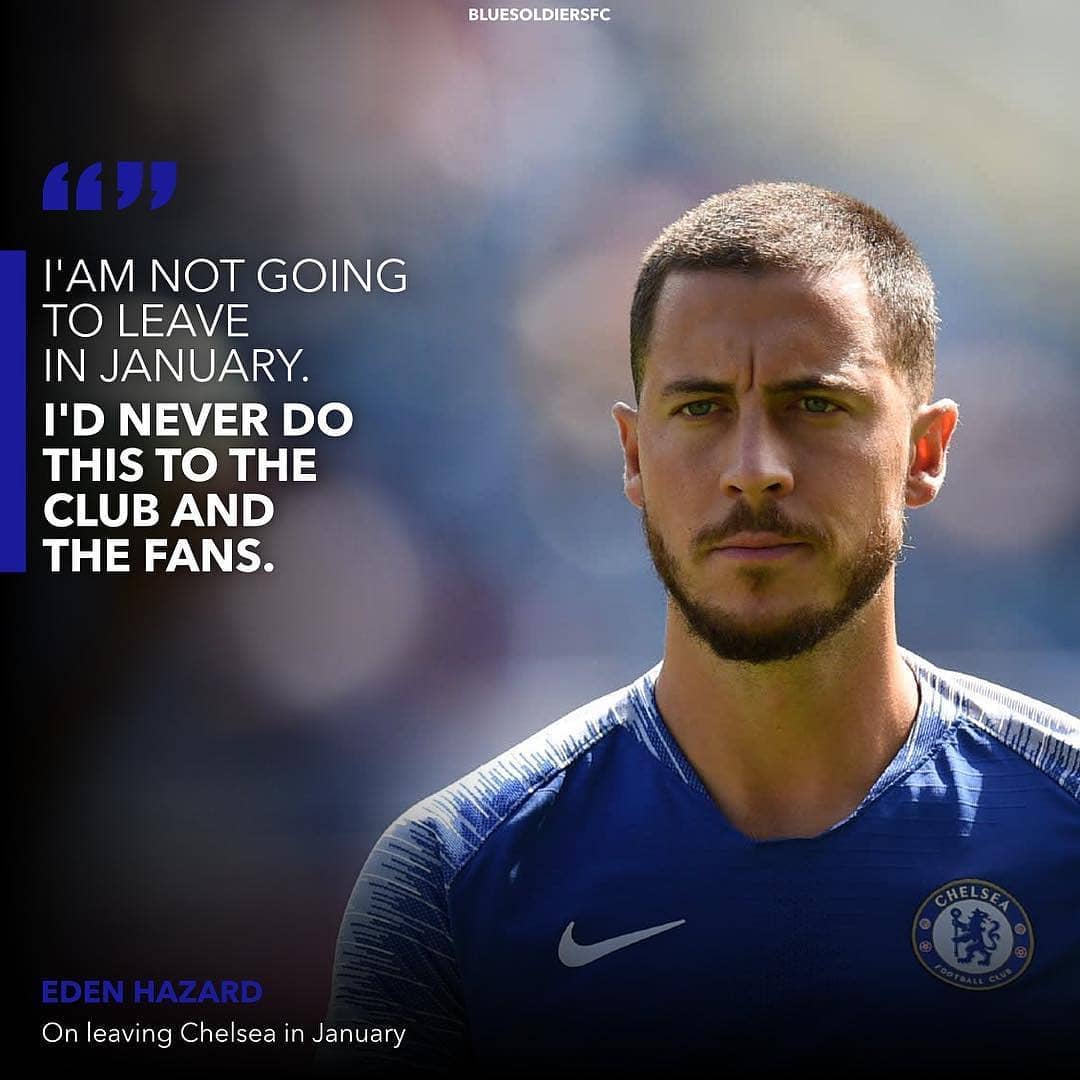 BLUESOLDIERSFC
I'AM NOT GOING
TO LEAVE
IN JANUARY.
I'D NEVER DO
THIS TO THE
CLUB AND
THE FANS.
CHELSEA
FOOTBALL CLUB
EDEN HAZARD
On leaving Chelsea in January